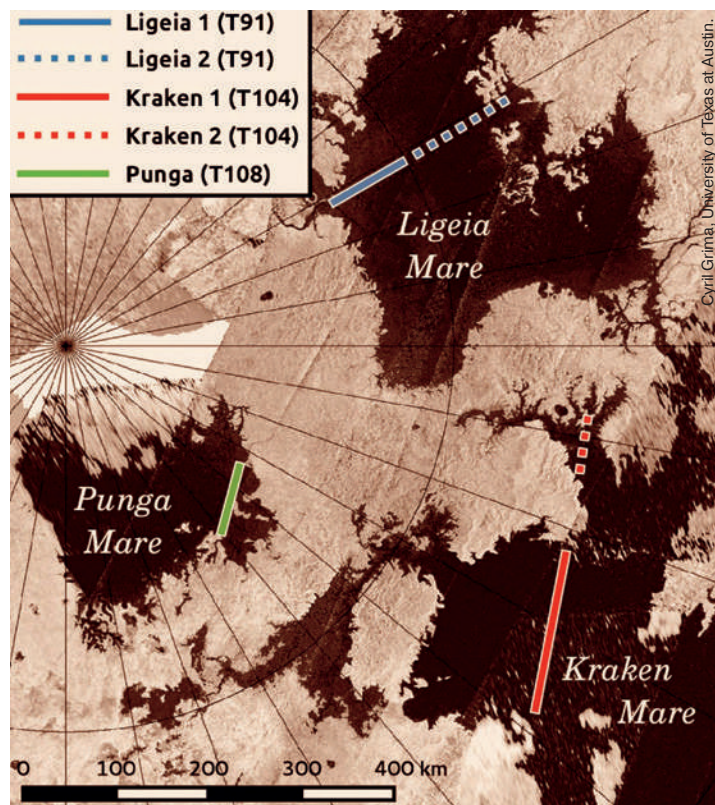 Ligeia 1 (T91)
Ligeia 2 (T91)
Kraken 1 (T104)
Kraken 2 (T104)
Punga (T108)
Cyril Grima, University of Texas at Austin.
Ligeia
Mare
Punga
Mare
Kraken
Mare
0 100 200 300 400 km